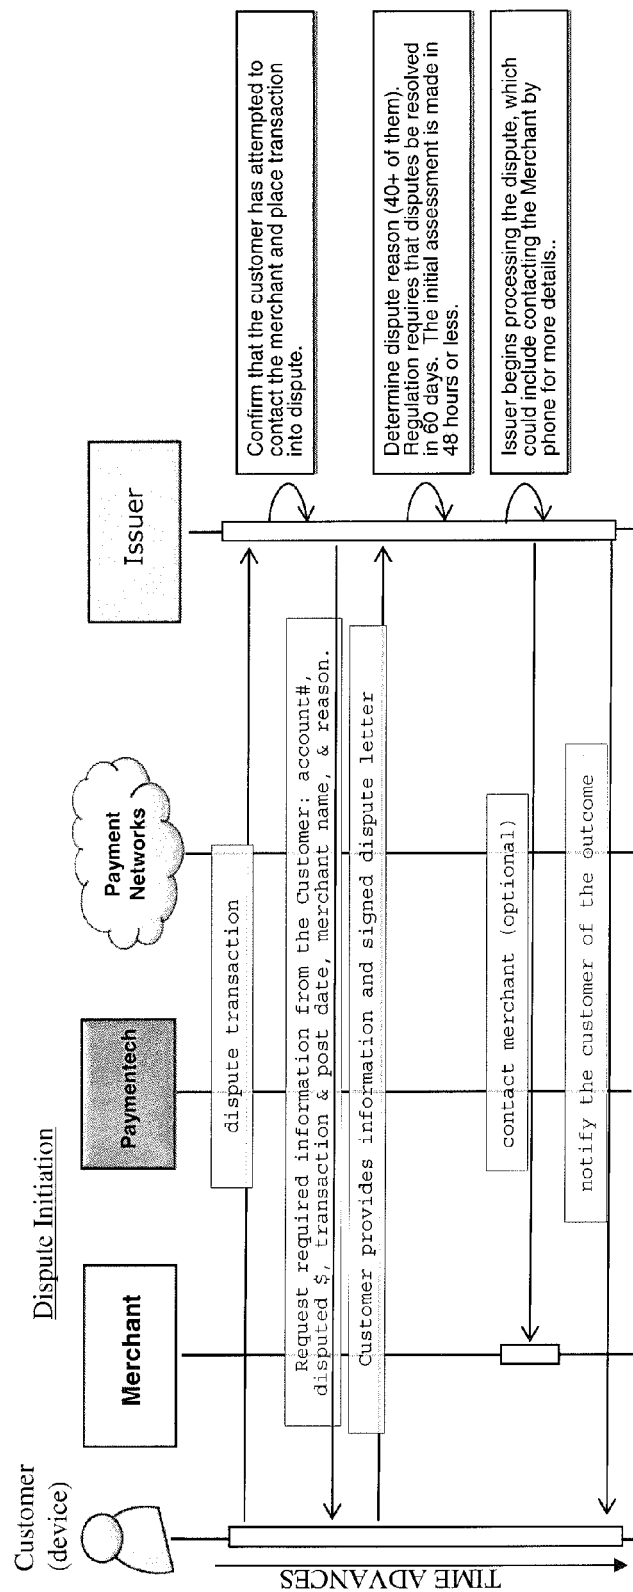 Dispute Initiation
Customer
(device)
Merchant
Paymentech
Payment
Networks
Issuer
dispute transaction
Confirm that the customer has attempted to
contact the merchant and place transaction
into dispute.
Request required information from the Customer: account#,
disputed $, transaction & post date, merchant name, & reason.
Customer provides information and signed dispute letter
Determine dispute reason (40+ of them).
Regulation requires that disputes be resolved
in 60 days. The initial assessment is made in
48 hours or less.
Issuer begins processing the dispute, which
could include contacting the Merchant by
phone for more details..
contact merchant (optional)
notify the customer of the outcome
TIME ADVANCES